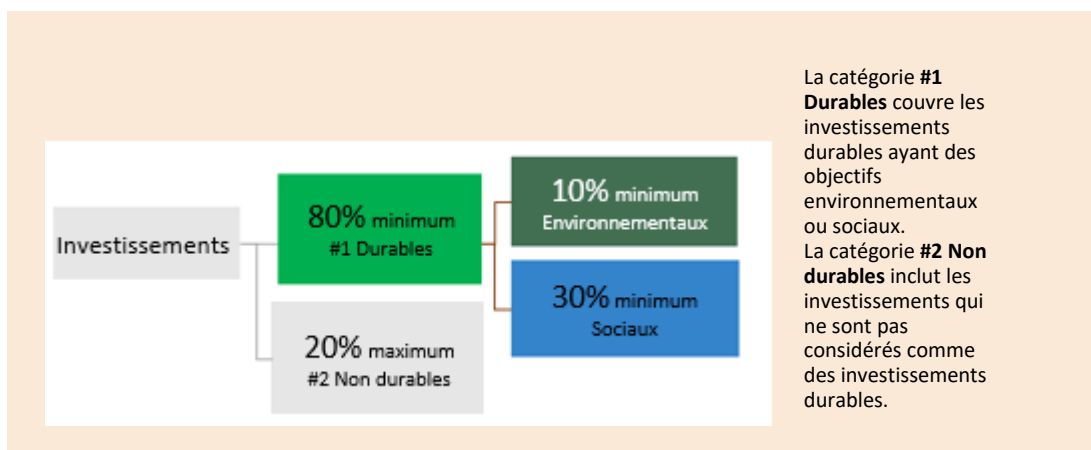 Investissements
80% minimum
#1 Durables
20% maximum
#2 Non durables
10% minimum
Environnementaux
30% minimum
Sociaux
La catégorie #1
Durables couvre les
investissements
durables ayant des
objectifs
environnementaux
ou sociaux.
La catégorie #2 Non
durables inclut les
investissements qui
ne sont pas
considérés comme
des investissements
durables.